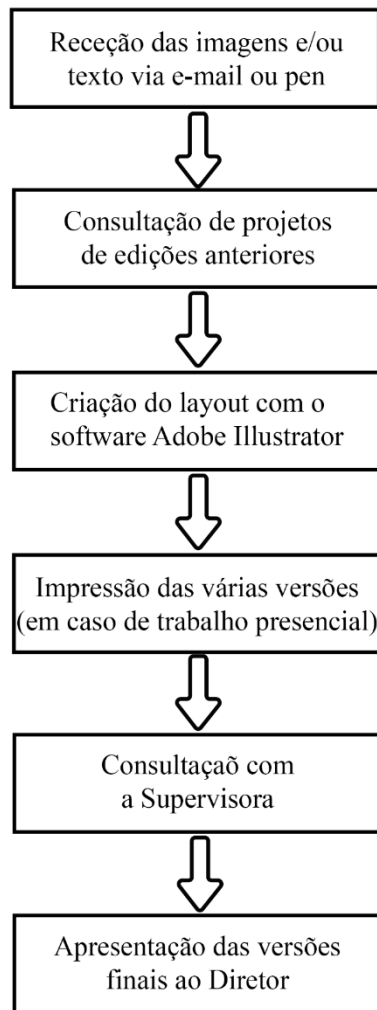 Receção das imagens e/ou
texto via e-mail ou pen
Consultação de projetos
de edições anteriores
Criação do layout com o
software Adobe Illustrator
Impressão das várias versões
(em caso de trabalho presencial)
Consultaçaõ com
a Supervisora
Apresentação das versões
finais ao Diretor